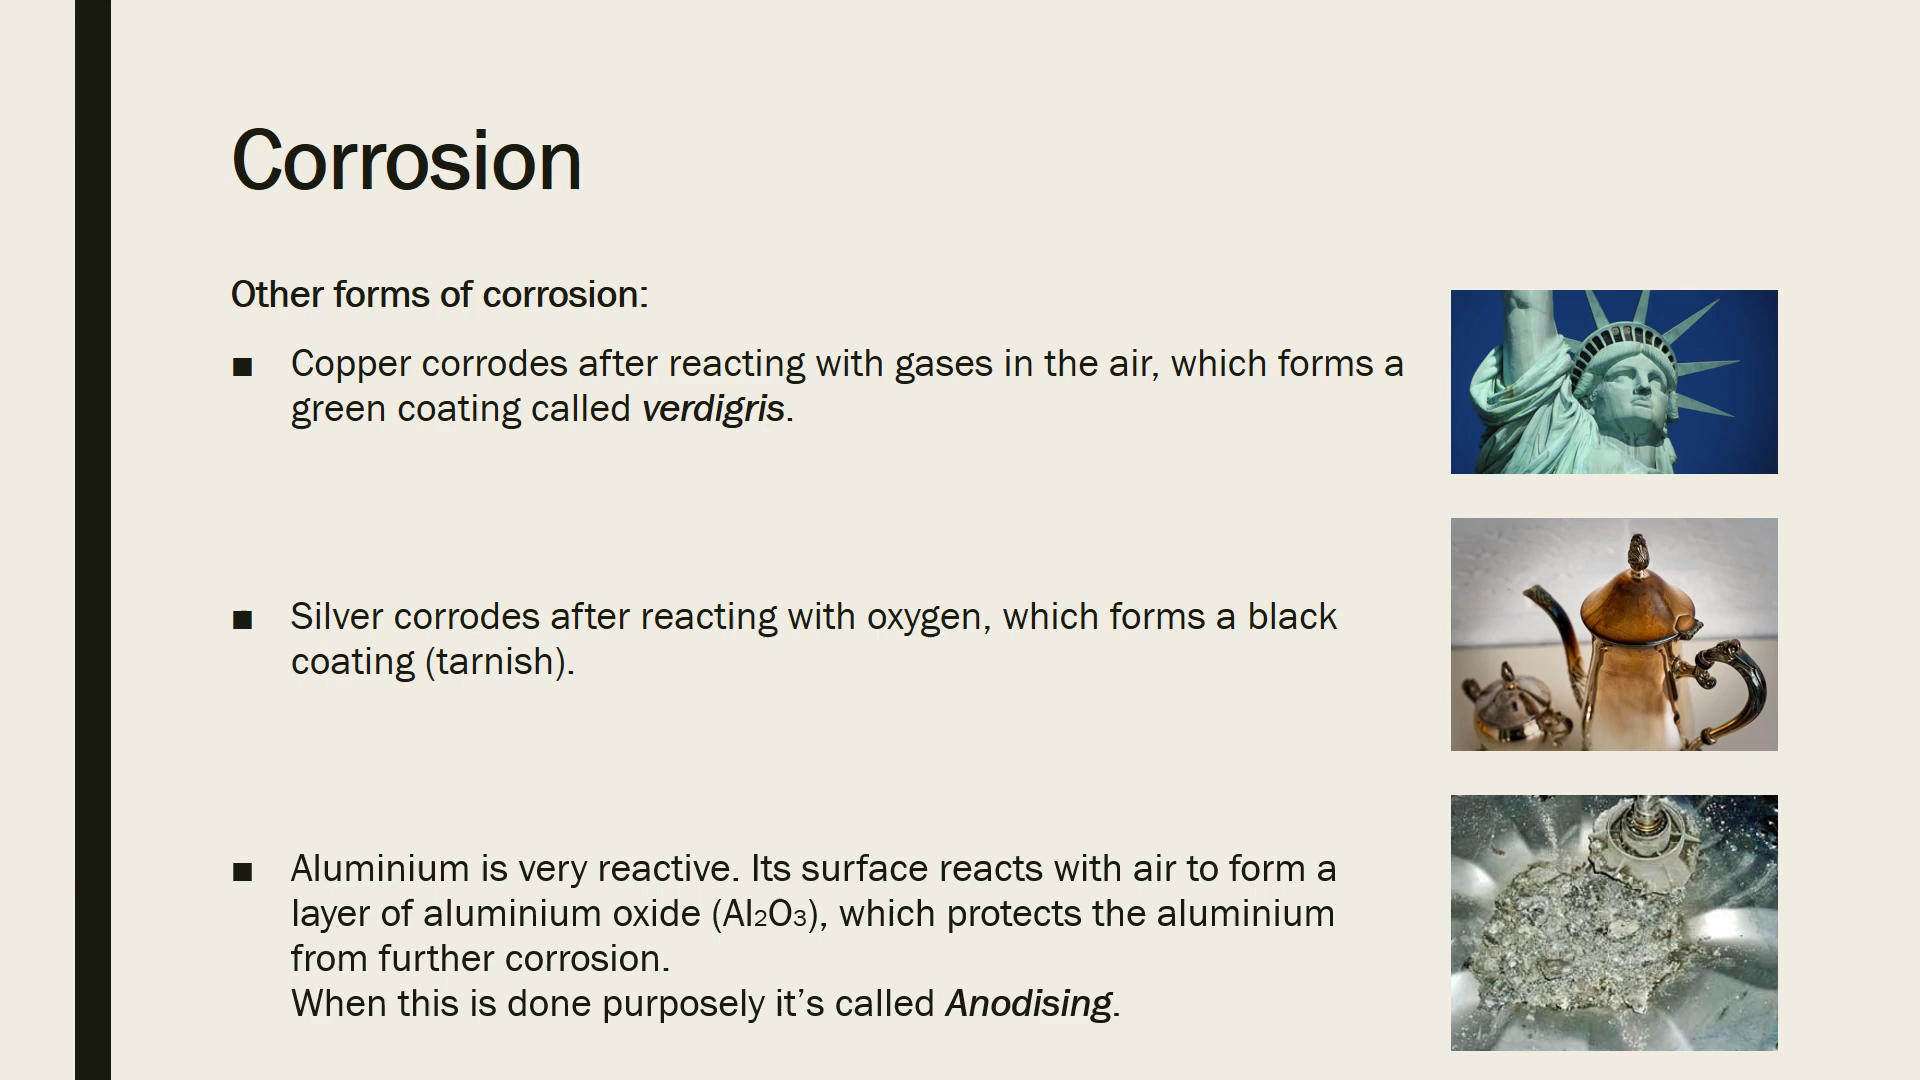 Corrosion
Other forms of corrosion:
▪ Copper corrodes after reacting with gases in the air, which forms a
green coating called verdigris.
▪ Silver corrodes after reacting with oxygen, which forms a black
coating (tarnish).
▪ Aluminium is very reactive. Its surface reacts with air to form a
layer of aluminium oxide (Al₂O₃), which protects the aluminium
from further corrosion.
When this is done purposely it’s called Anodising.